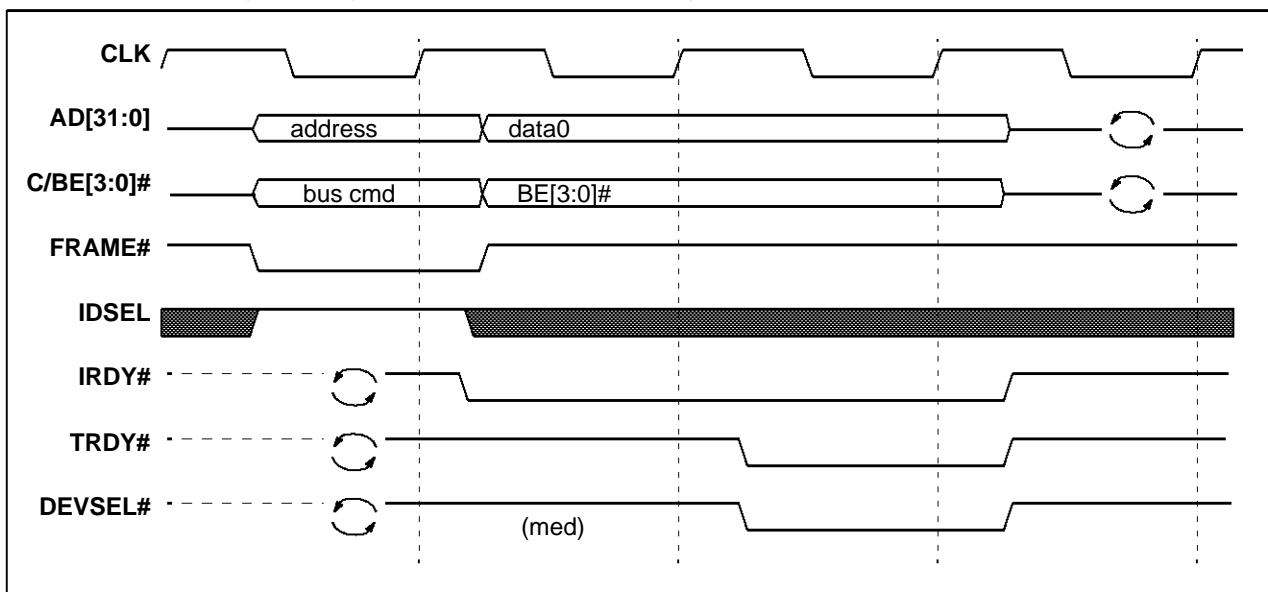 CLK
AD[31:0]
address
data0
C/BE[3:0]#
bus cmd
BE[3:0]#
FRAME#
IDSEL
IRDY#
TRDY#
DEVSEL#
(med)